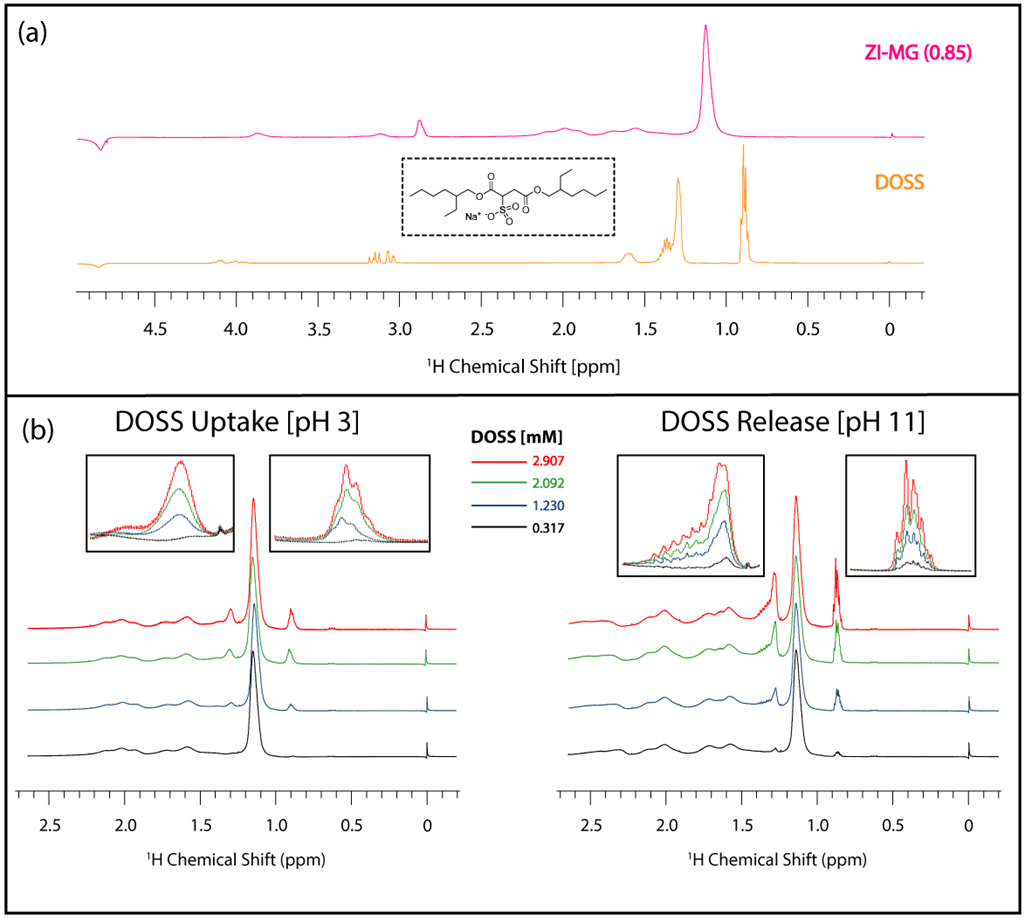 (a)
ZI-MG (0.85)
DOSS
O
O
O
O
S
O
O
Na⁺ ⁻O
4.5 4.0 3.5 3.0 2.5 2.0 1.5 1.0 0.5 0
¹H Chemical Shift [ppm]
(b)
DOSS Uptake [pH 3]
DOSS [mM]
2.907
2.092
1.230
0.317
DOSS Release [pH 11]
2.5 2.0 1.5 1.0 0.5 0
¹H Chemical Shift (ppm)
2.5 2.0 1.5 1.0 0.5 0
¹H Chemical Shift (ppm)